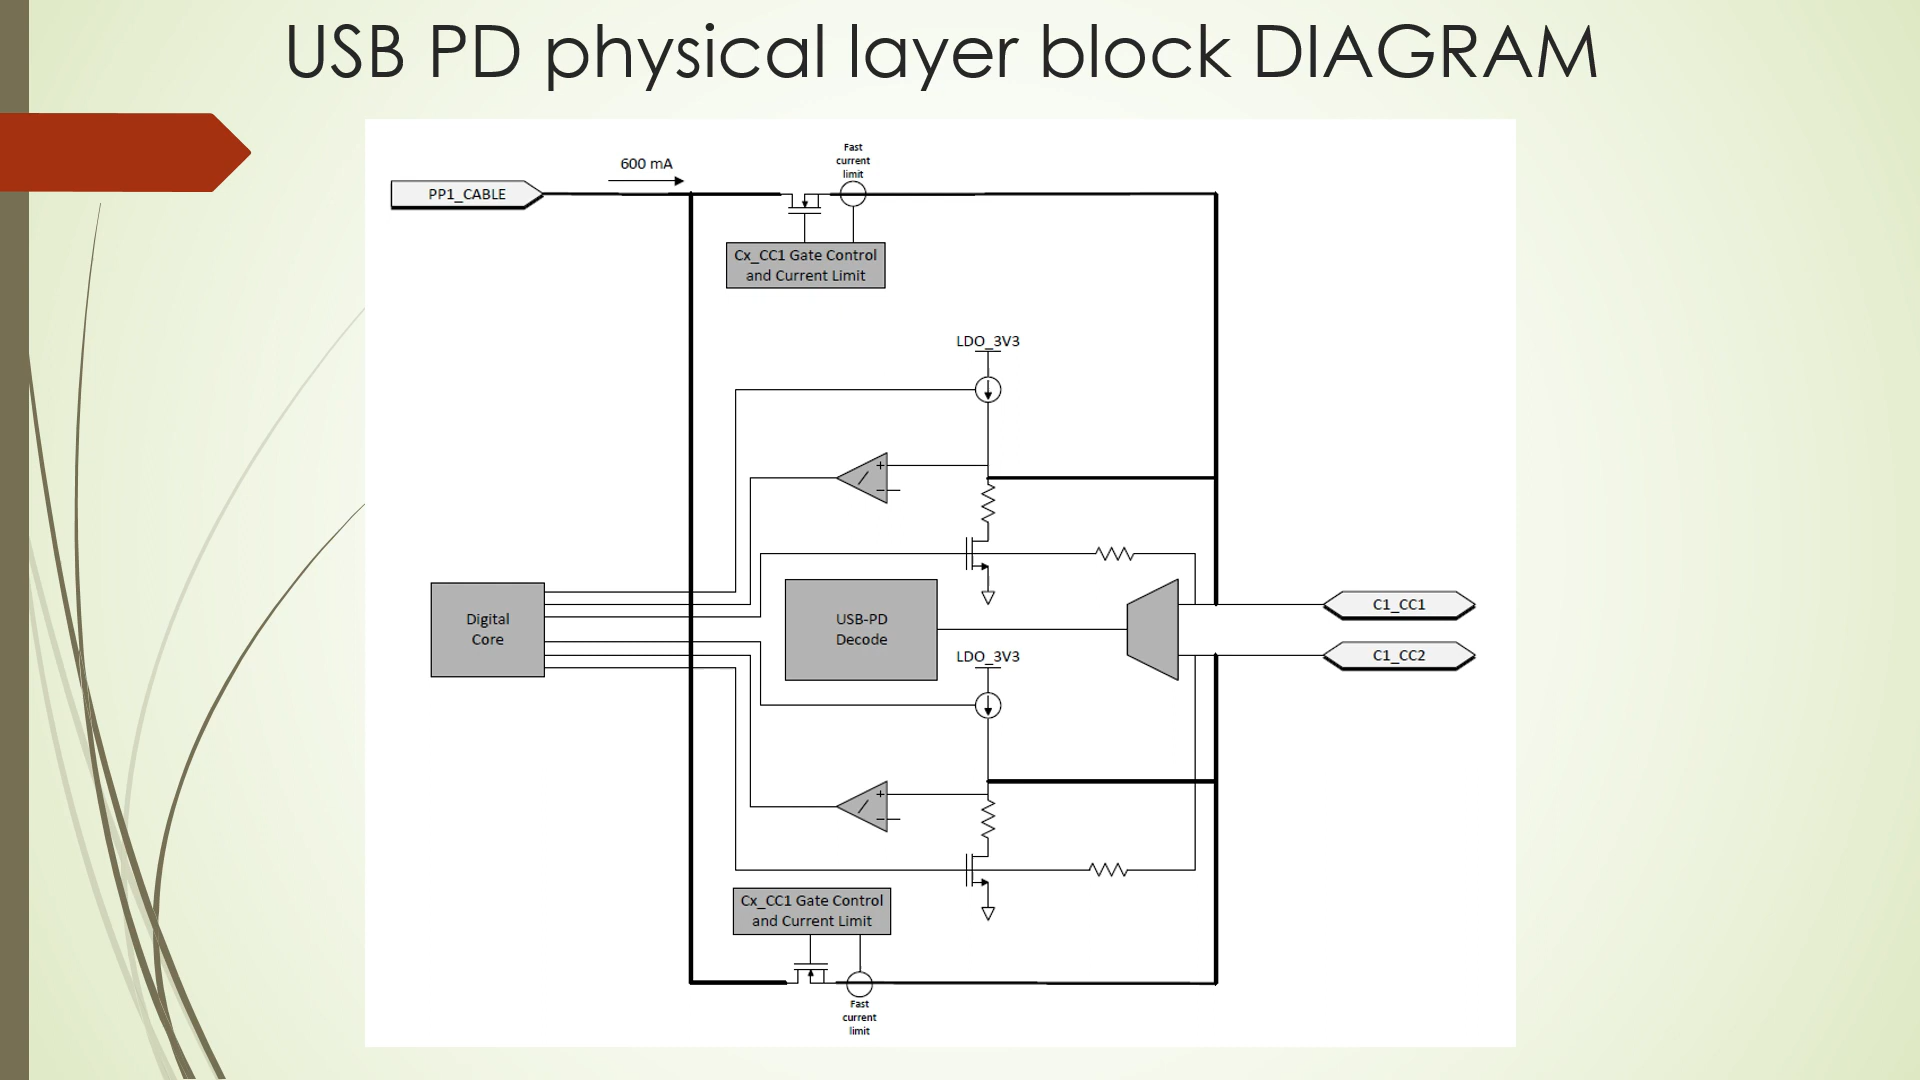 USB PD physical layer block DIAGRAM
Fast
current
limit
600 mA
PP1_CABLE
Cx_CC1 Gate Control
and Current Limit
LDO_3V3
+
−
Digital
Core
USB-PD
Decode
C1_CC1
C1_CC2
LDO_3V3
+
−
Cx_CC1 Gate Control
and Current Limit
Fast
current
limit